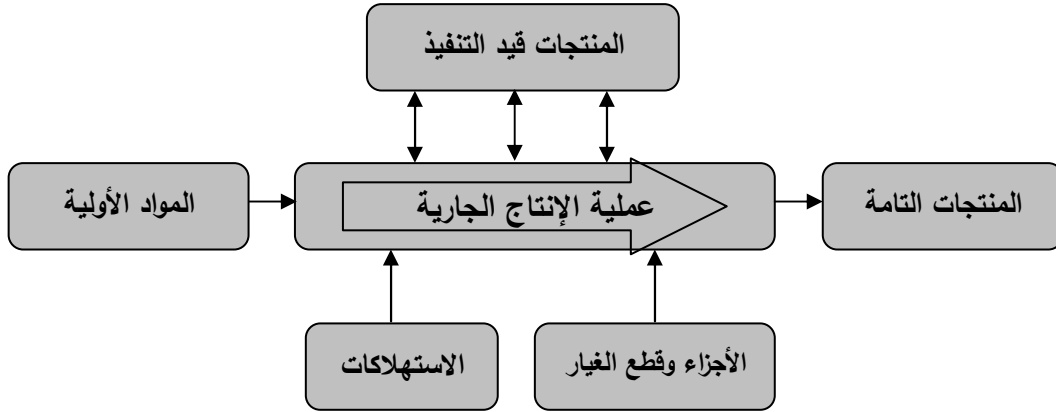 المنتجات قيد التنفيذ
المواد الأولية
عملية الإنتاج الجارية
المنتجات التامة
الاستهلاكات
الأجزاء وقطع الغيار